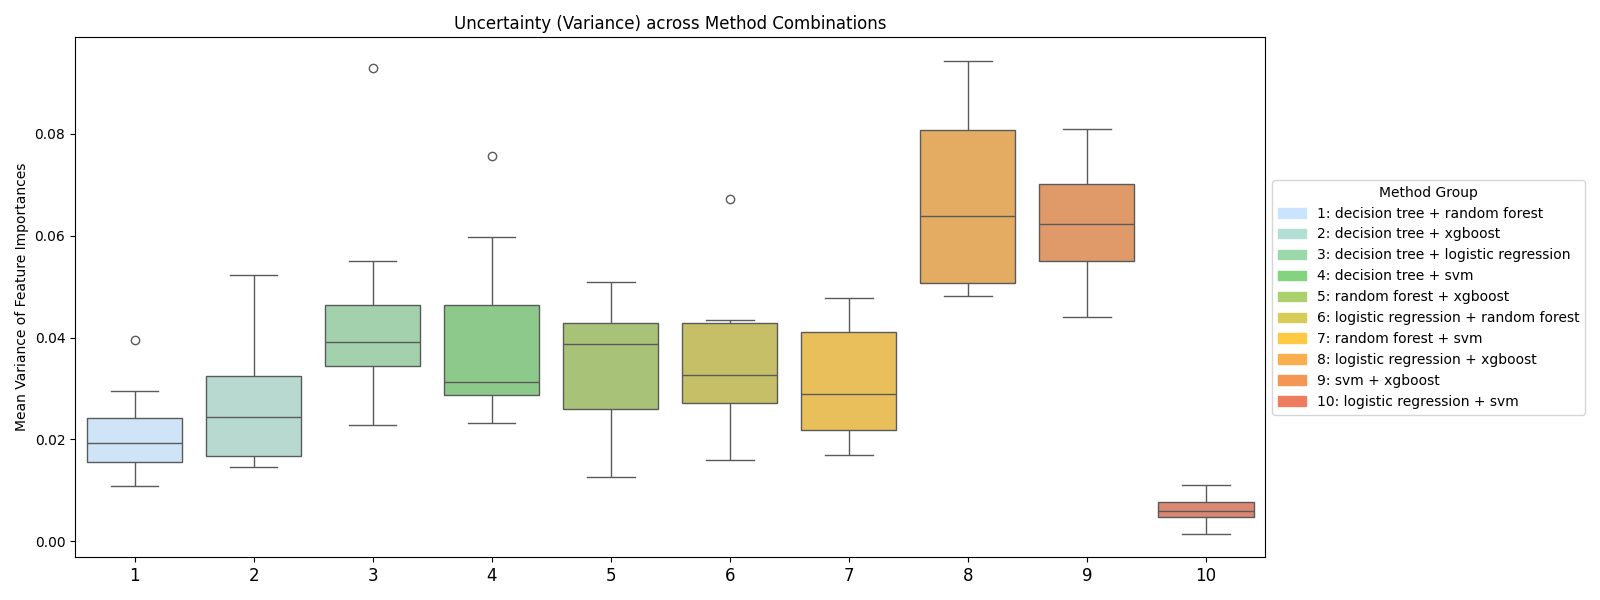 Uncertainty (Variance) across Method Combinations
Mean Variance of Feature Importances
0.08
0.06
0.04
0.02
0.00
1 2 3 4 5 6 7 8 9 10
Method Group
1: decision tree + random forest
2: decision tree + xgboost
3: decision tree + logistic regression
4: decision tree + svm
5: random forest + xgboost
6: logistic regression + random forest
7: random forest + svm
8: logistic regression + xgboost
9: svm + xgboost
10: logistic regression + svm